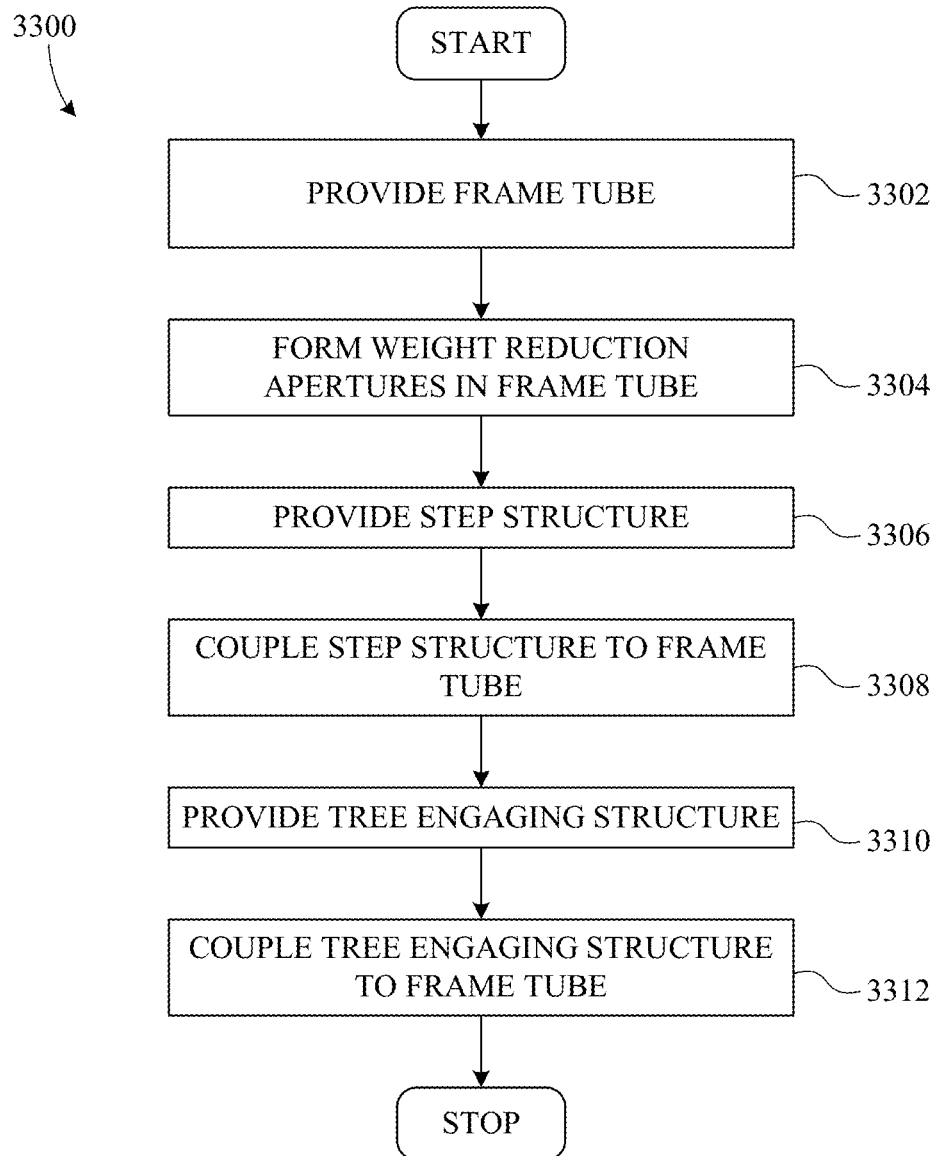 3300
START
PROVIDE FRAME TUBE
3302
FORM WEIGHT REDUCTION
APERTURES IN FRAME TUBE
3304
PROVIDE STEP STRUCTURE
3306
COUPLE STEP STRUCTURE TO FRAME
TUBE
3308
PROVIDE TREE ENGAGING STRUCTURE
3310
COUPLE TREE ENGAGING STRUCTURE
TO FRAME TUBE
3312
STOP